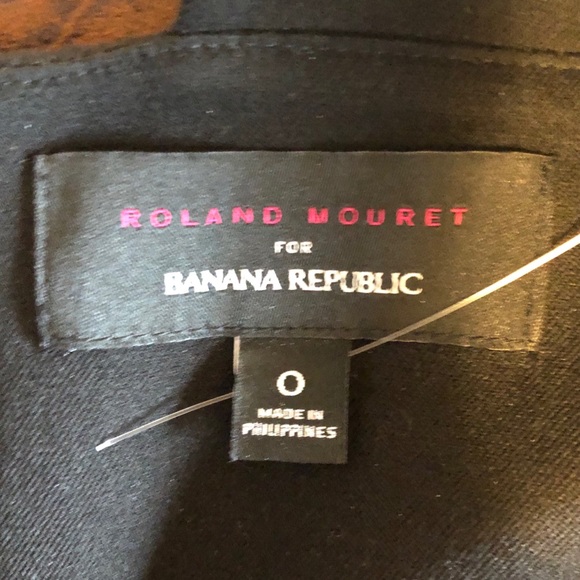 ROLAND MOURET
FOR
BANANA REPUBLIC
0
MADE IN
PHILIPPINES